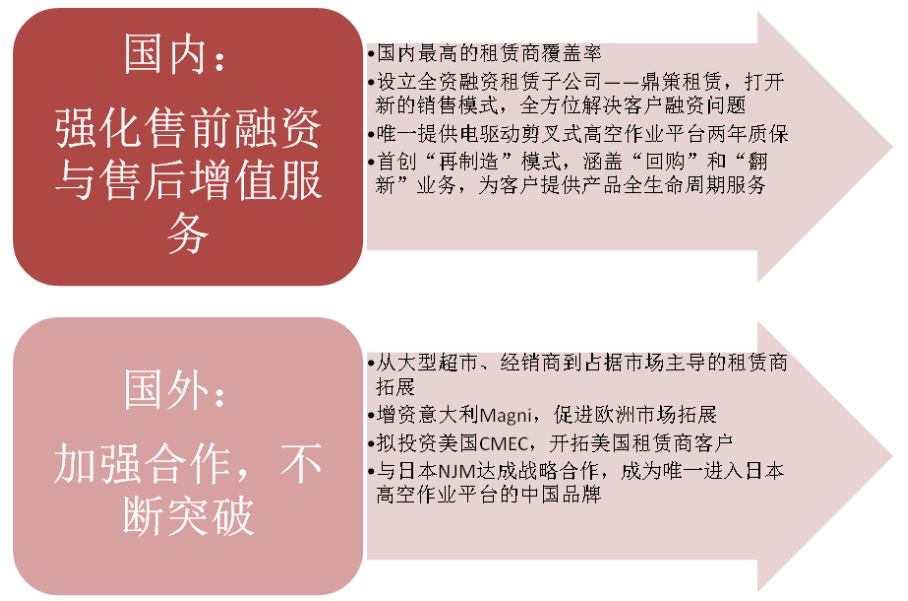 国内：
强化售前融资
与售后增值服
务
•国内最高的租赁商覆盖率
•设立全资融资租赁子公司——鼎策租赁，打开
新的销售模式，全方位解决客户融资问题
•唯一提供电驱动剪叉式高空作业平台两年质保
•首创“再制造”模式，涵盖“回购”和“翻
新”业务，为客户提供产品全生命周期服务
国外：
加强合作，不
断突破
•从大型超市、经销商到占据市场主导的租赁商
拓展
•增资意大利Magni，促进欧洲市场拓展
•拟投资美国CMEC，开拓美国租赁商客户
•与日本NJM达成战略合作，成为唯一进入日本
高空作业平台的中国品牌